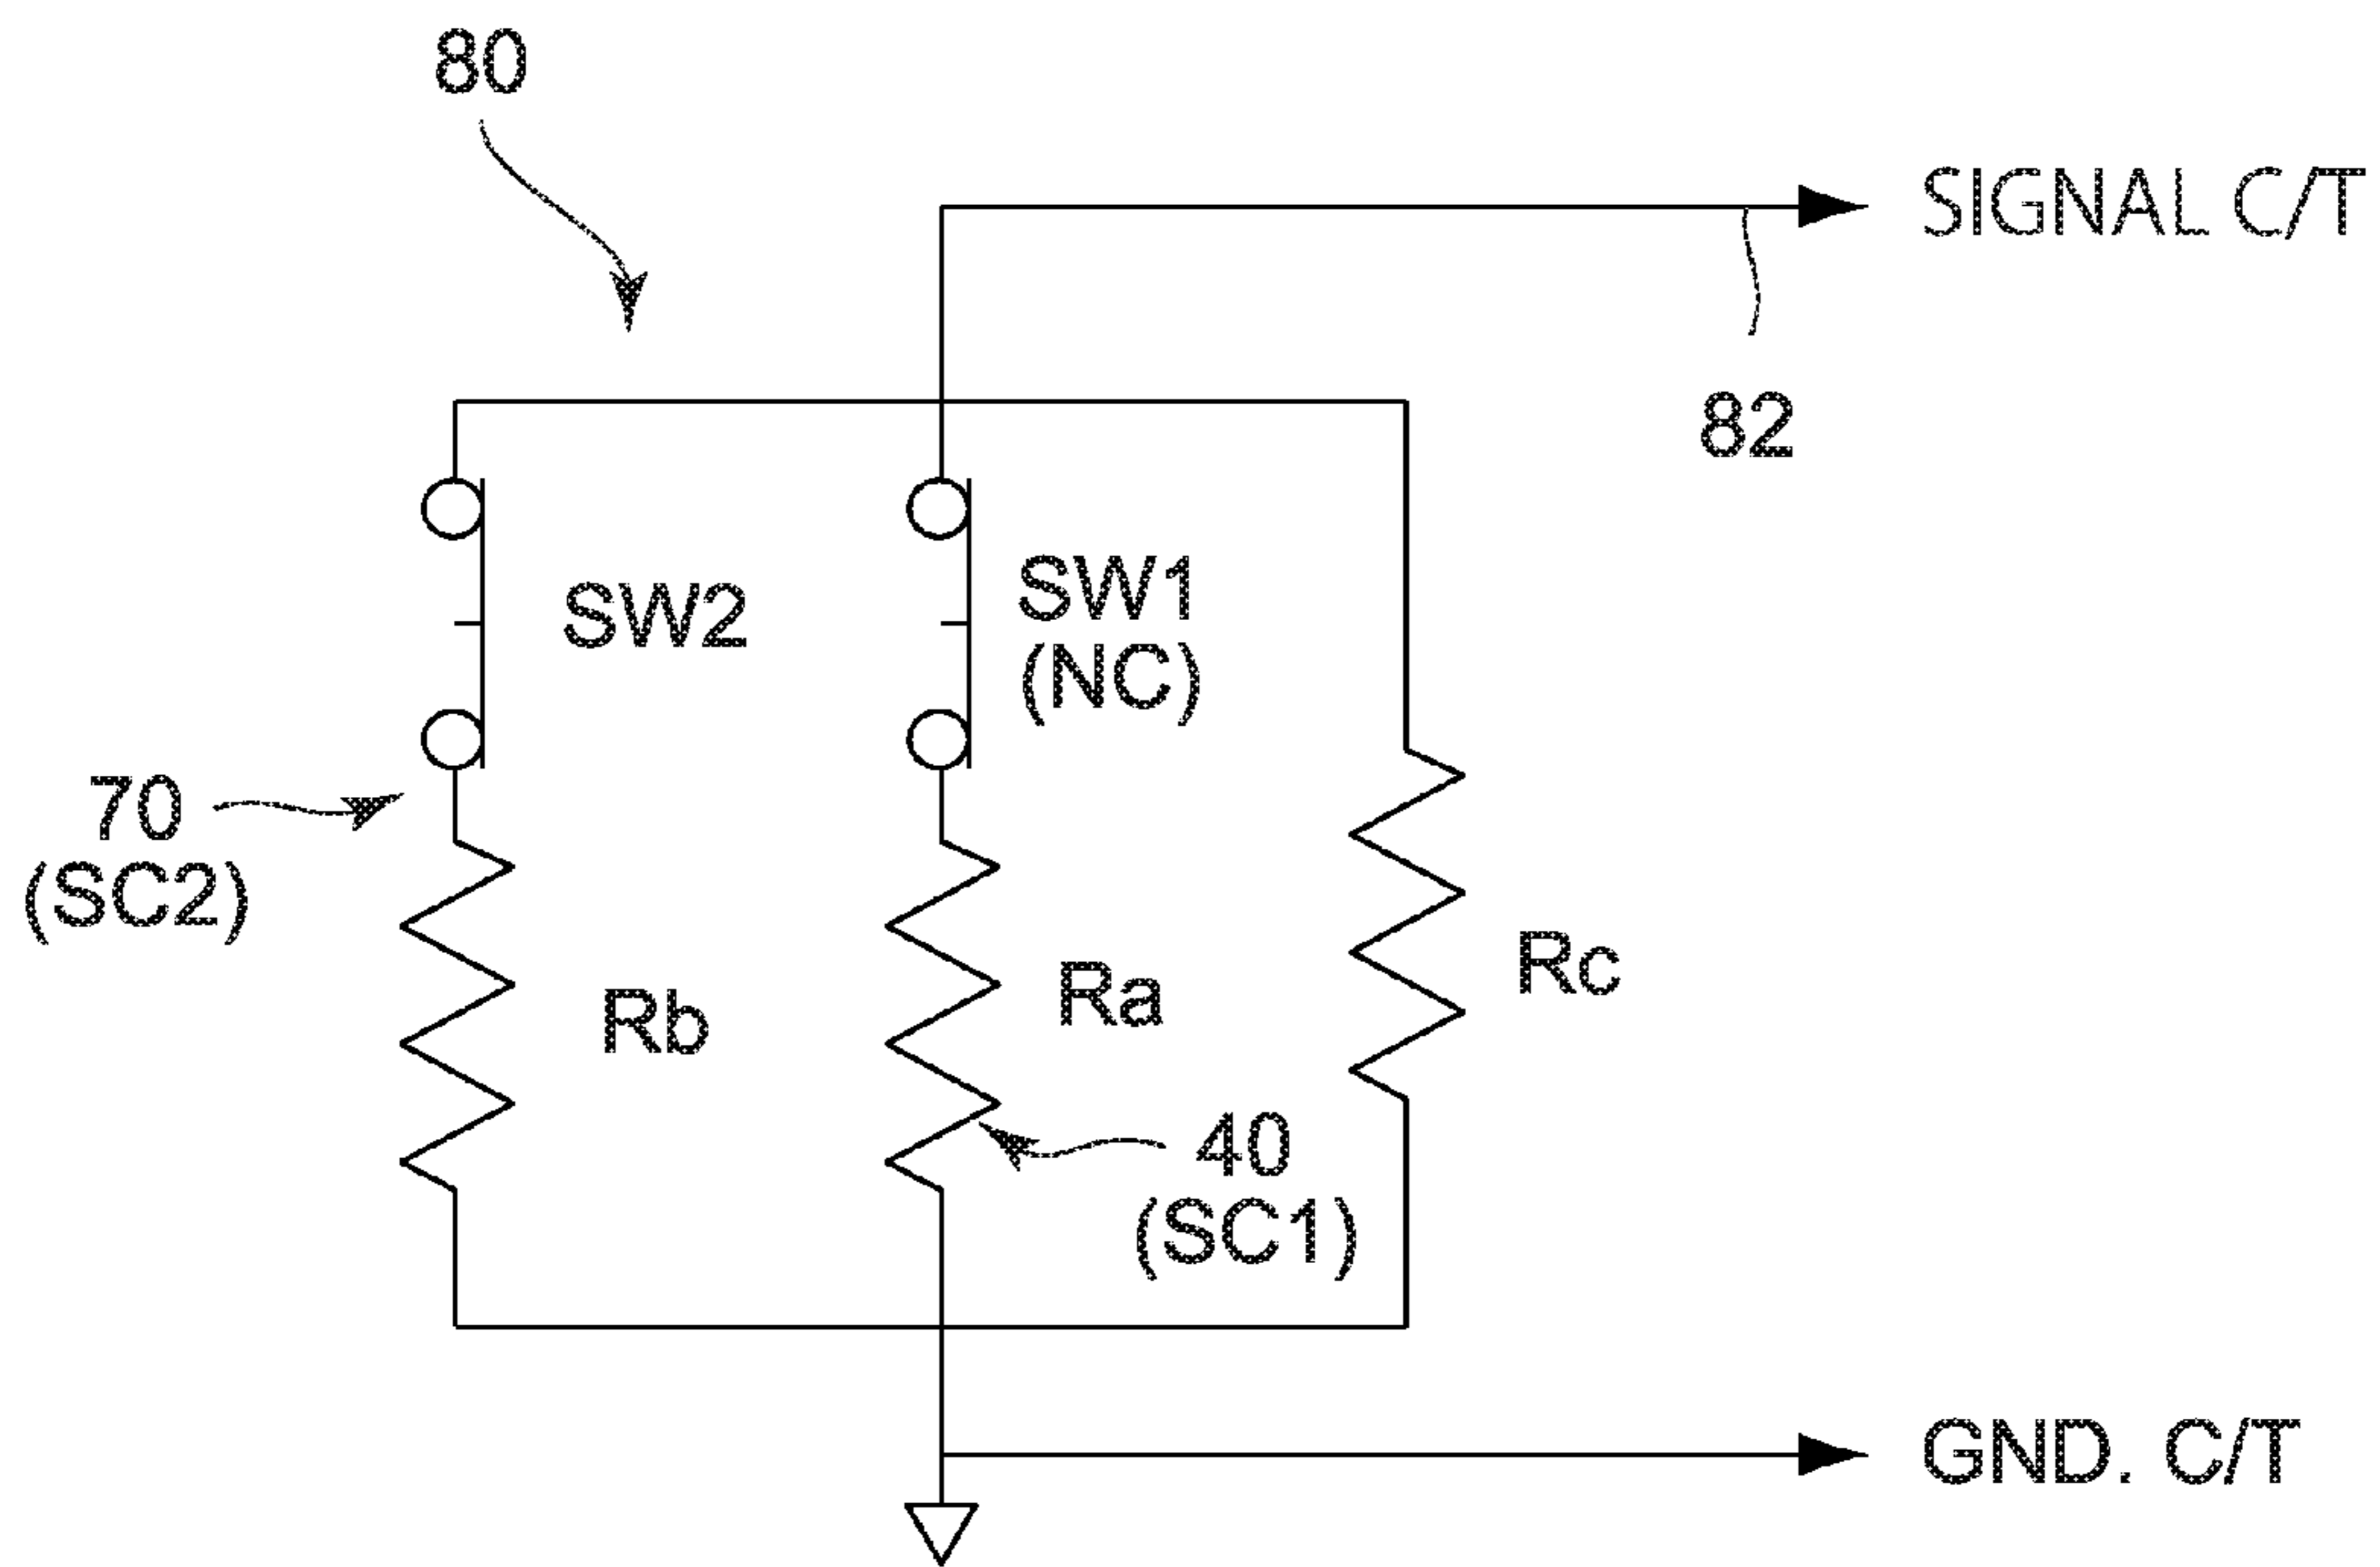 80
SIGNAL C/T
82
SW2
SW1
(NC)
70
(SC2)
Rb
Ra
Rc
40
(SC1)
GND. C/T